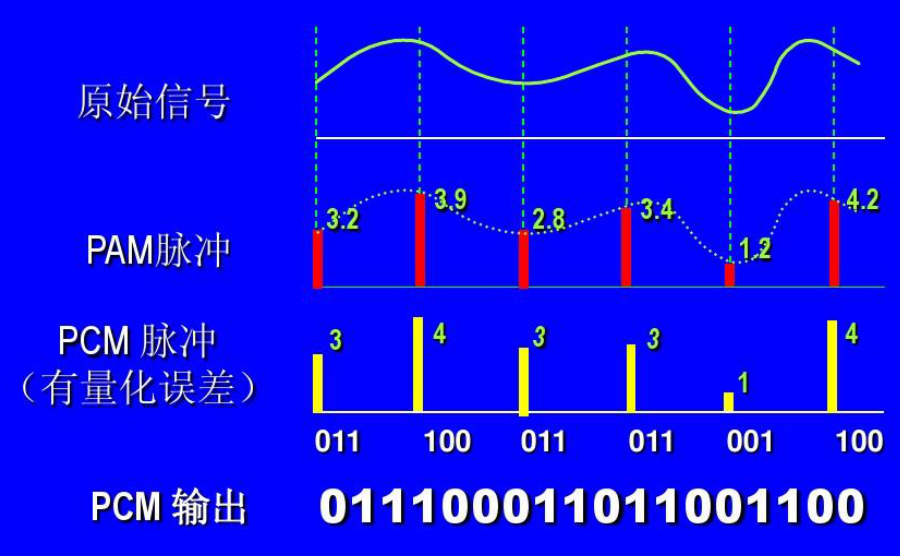 原始信号
3.2 3.9 2.8 3.4 1.2 4.2
PAM脉冲
PCM 脉冲
3 4 3 3 1 4
（有量化误差）
011 100 011 011 001 100
PCM 输出 011100011011001100